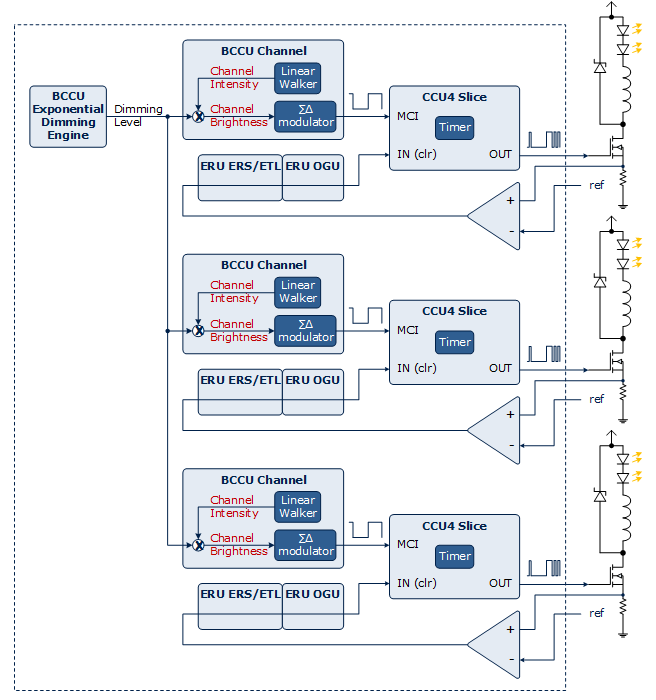 BCCU
Exponential
Dimming
Engine
Dimming
Level
BCCU Channel
Channel
Intensity
Linear
Walker
X
Channel
Brightness
ΣΔ
modulator
CCU4 Slice
MCI
Timer
IN (clr)
OUT
ERU ERS/ETL
ERU OGU
+
-
ref
BCCU Channel
Channel
Intensity
Linear
Walker
X
Channel
Brightness
ΣΔ
modulator
CCU4 Slice
MCI
Timer
IN (clr)
OUT
ERU ERS/ETL
ERU OGU
+
-
ref
BCCU Channel
Channel
Intensity
Linear
Walker
X
Channel
Brightness
ΣΔ
modulator
CCU4 Slice
MCI
Timer
IN (clr)
OUT
ERU ERS/ETL
ERU OGU
+
-
ref